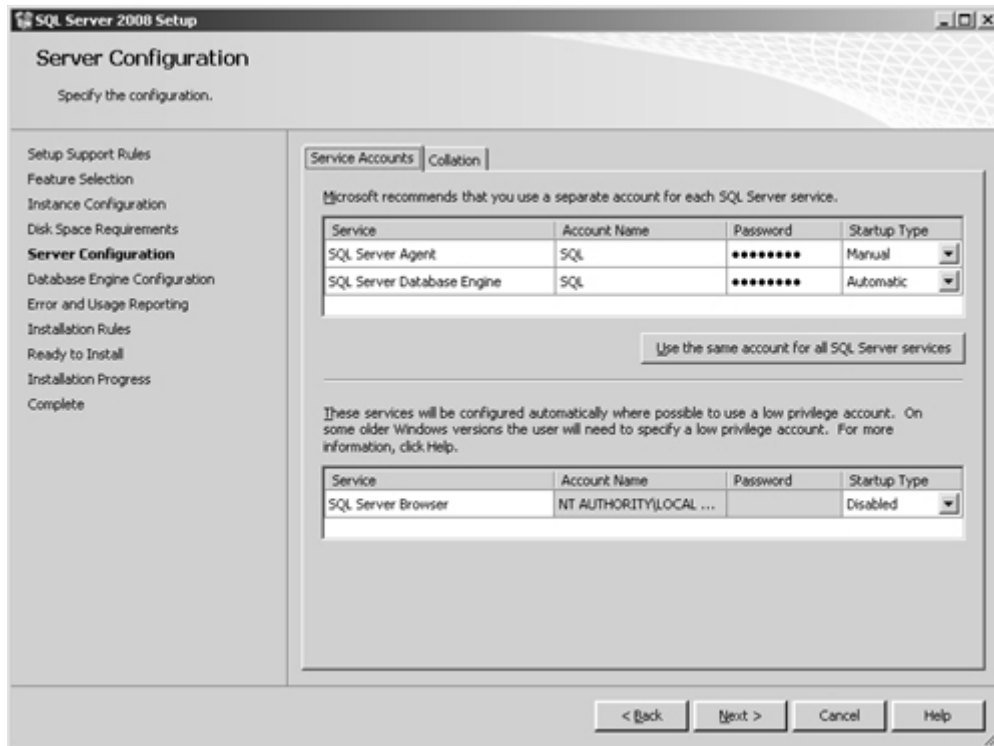 SQL Server 2008 Setup
Server Configuration
Specify the configuration.
Setup Support Rules
Feature Selection
Instance Configuration
Disk Space Requirements
Server Configuration
Database Engine Configuration
Error and Usage Reporting
Installation Rules
Ready to Install
Installation Progress
Complete
Service Accounts Collation
Microsoft recommends that you use a separate account for each SQL Server service.
Service Account Name Password Startup Type
SQL Server Agent SQL ●●●●●●●● Manual
SQL Server Database Engine SQL ●●●●●●●● Automatic
Use the same account for all SQL Server services
These services will be configured automatically where possible to use a low privilege account. On
some older Windows versions the user will need to specify a low privilege account. For more
information, click Help.
Service Account Name Password Startup Type
SQL Server Browser NT AUTHORITY\LOCAL ... Disabled
< Back Next > Cancel Help